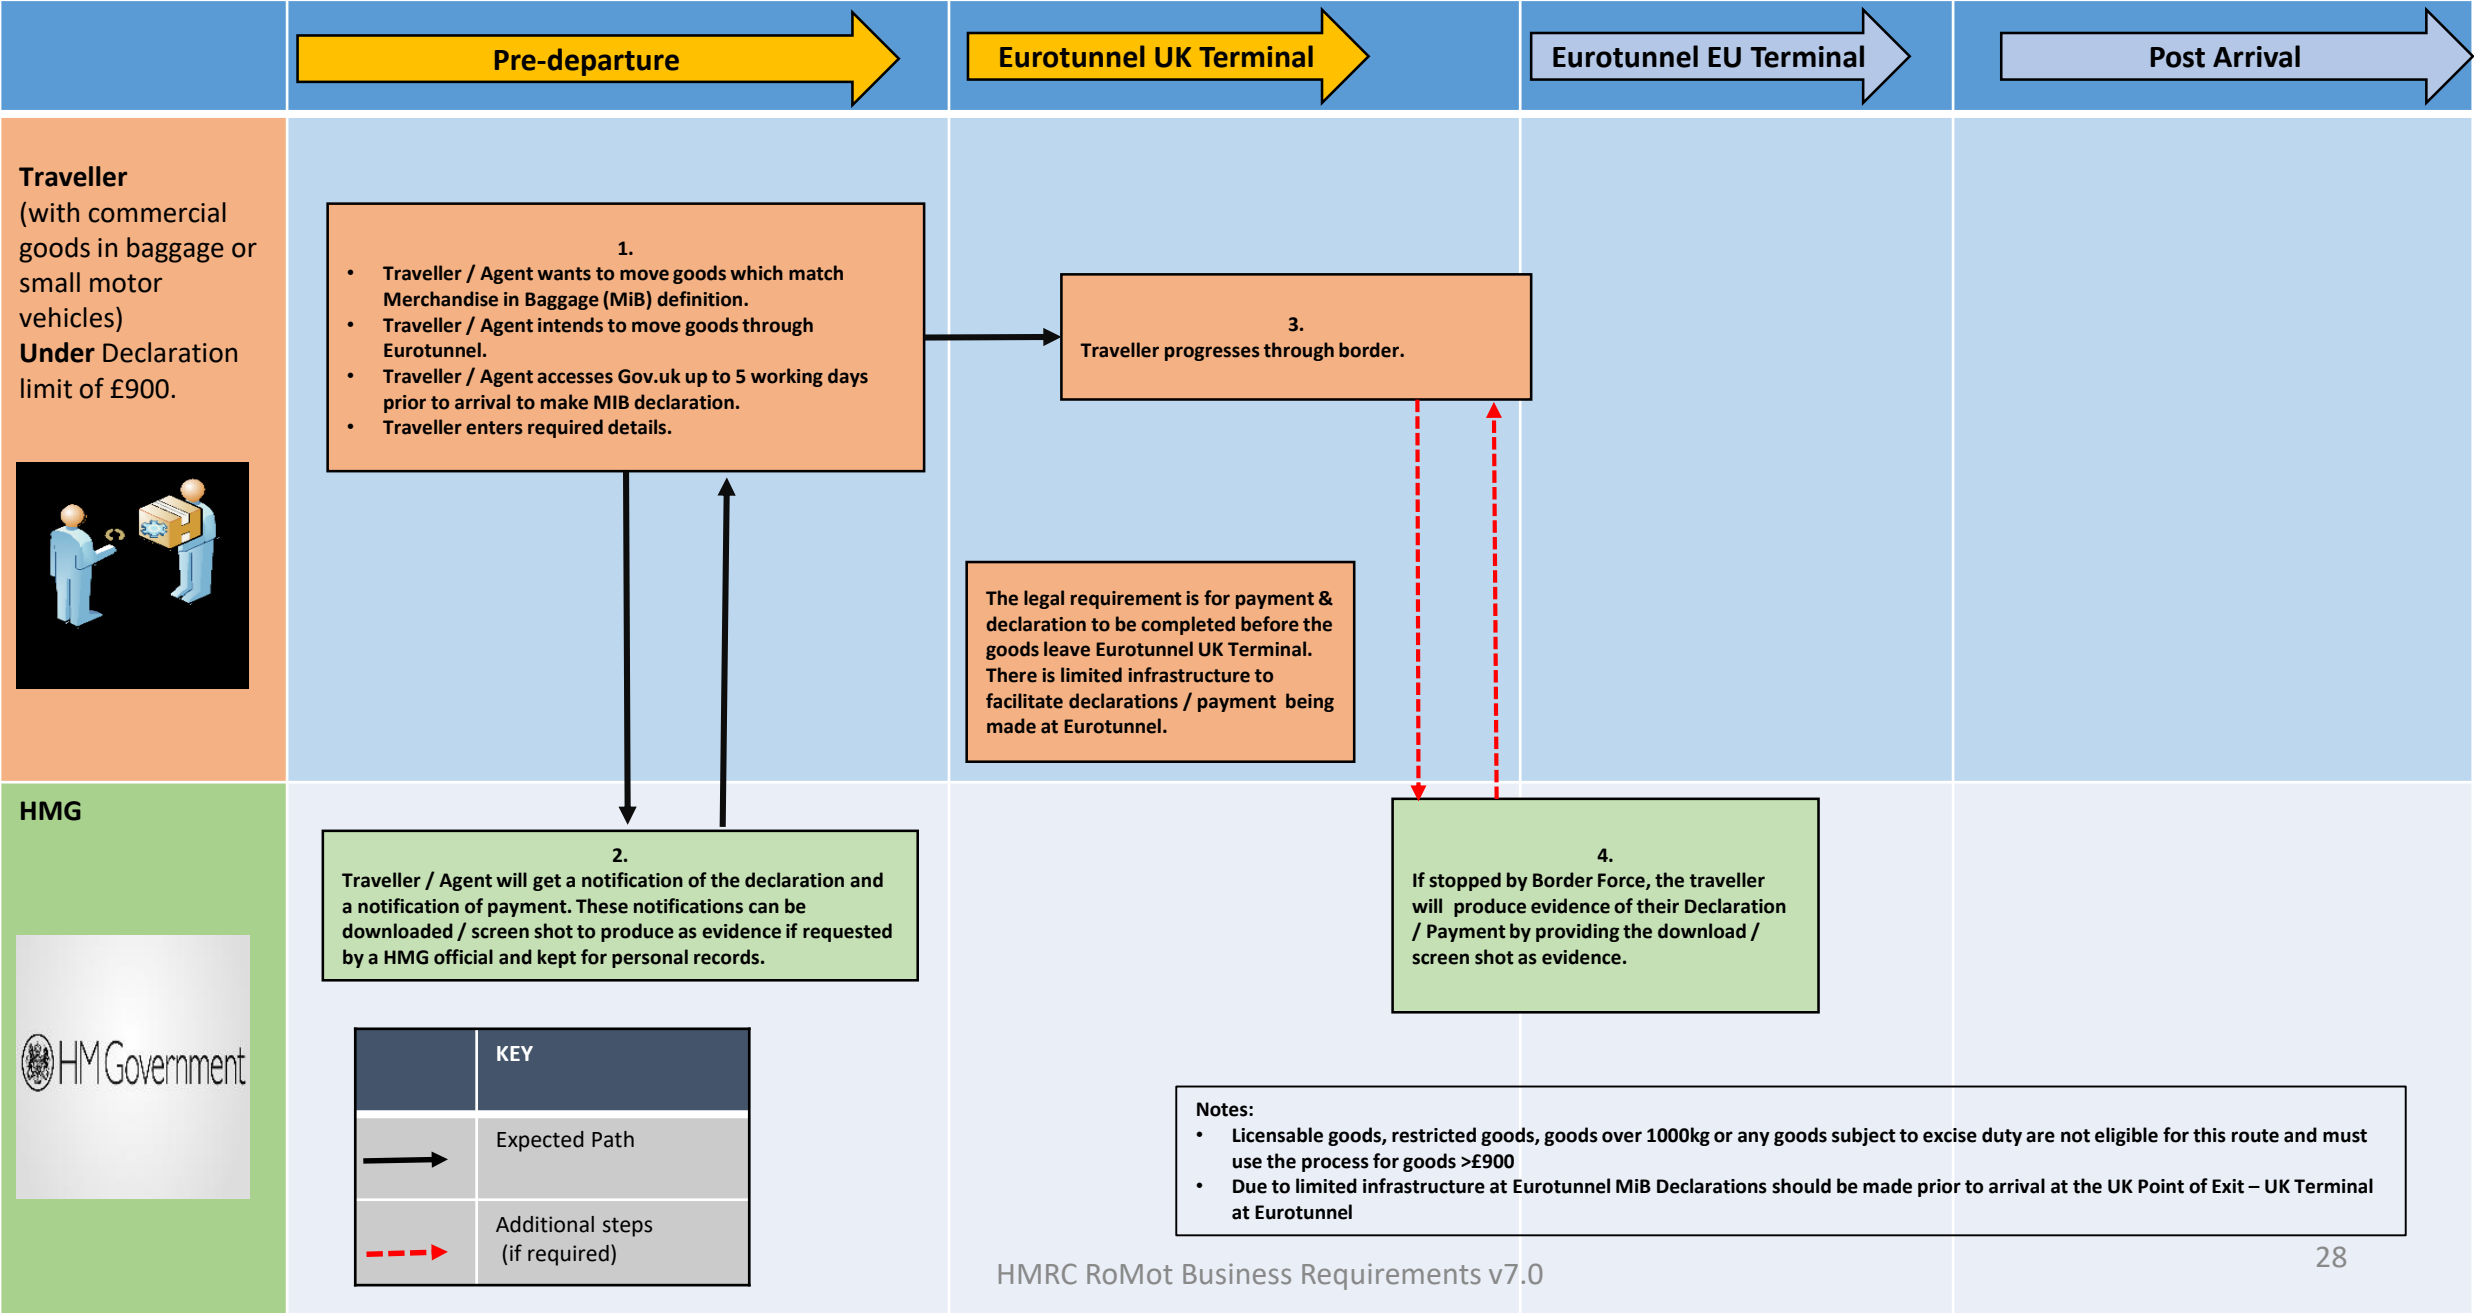 Pre-departure
Eurotunnel UK Terminal
Eurotunnel EU Terminal
Post Arrival
Traveller
(with commercial
goods in baggage or
small motor
vehicles)
Under Declaration
limit of £900.
1.
• Traveller / Agent wants to move goods which match
Merchandise in Baggage (MiB) definition.
• Traveller / Agent intends to move goods through
Eurotunnel.
• Traveller / Agent accesses Gov.uk up to 5 working days
prior to arrival to make MIB declaration.
• Traveller enters required details.
3.
Traveller progresses through border.
The legal requirement is for payment &
declaration to be completed before the
goods leave Eurotunnel UK Terminal.
There is limited infrastructure to
facilitate declarations / payment being
made at Eurotunnel.
HMG
HM Government
2.
Traveller / Agent will get a notification of the declaration and
a notification of payment. These notifications can be
downloaded / screen shot to produce as evidence if requested
by a HMG official and kept for personal records.
4.
If stopped by Border Force, the traveller
will produce evidence of their Declaration
/ Payment by providing the download /
screen shot as evidence.
KEY
Expected Path
Additional steps
(if required)
Notes:
• Licensable goods, restricted goods, goods over 1000kg or any goods subject to excise duty are not eligible for this route and must
use the process for goods >£900
• Due to limited infrastructure at Eurotunnel MiB Declarations should be made prior to arrival at the UK Point of Exit – UK Terminal
at Eurotunnel
HMRC RoMot Business Requirements v7.0
28